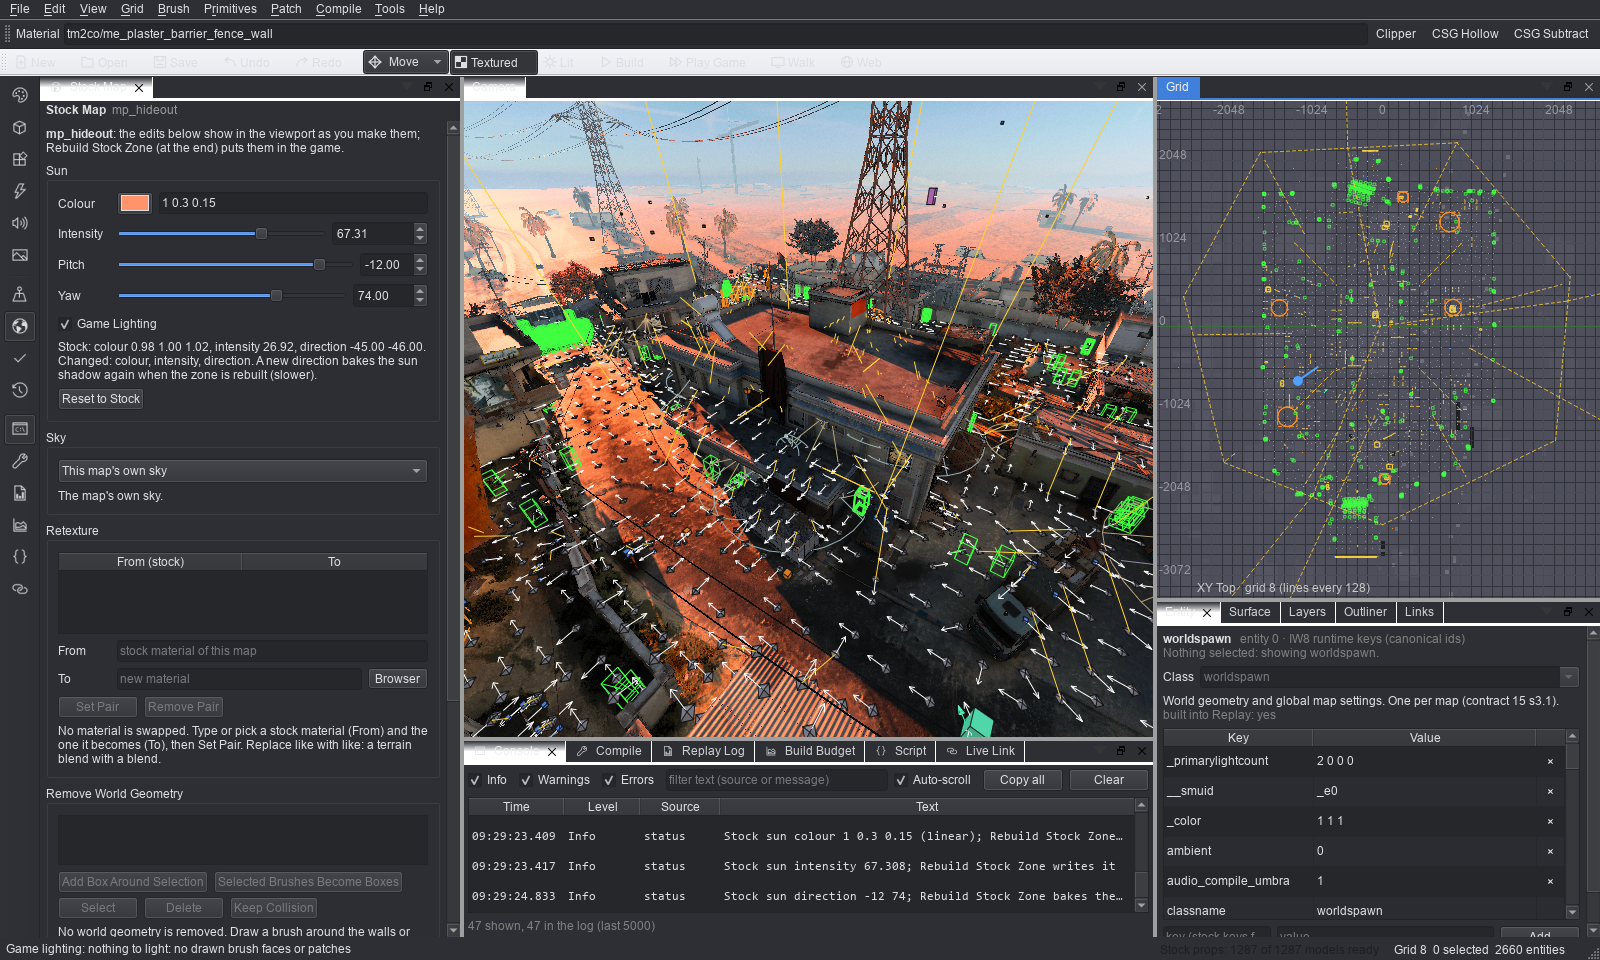 File Edit View Grid Brush Primitives Patch Compile Tools Help
Material tm2co/me_plaster_barrier_fence_wall Clipper CSG Hollow CSG Subtract
New Open Save Undo Redo Move Textured Lit Build Play Game Walk Web
Stock Map
Stock Map mp_hideout
mp_hideout: the edits below show in the viewport as you make them;
Rebuild Stock Zone (at the end) puts them in the game.
Sun
Colour 1 0.3 0.15
Intensity 67.31
Pitch -12.00
Yaw 74.00
Game Lighting
Stock: colour 0.98 1.00 1.02, intensity 26.92, direction -45.00 -46.00.
Changed: colour, intensity, direction. A new direction bakes the sun
shadow again when the zone is rebuilt (slower).
Reset to Stock
Sky
This map's own sky
The map's own sky.
Retexture
From (stock) To
From stock material of this map
To new material Browser
Set Pair Remove Pair
No material is swapped. Type or pick a stock material (From) and the
one it becomes (To), then Set Pair. Replace like with like: a terrain
blend with a blend.
Remove World Geometry
Add Box Around Selection Selected Brushes Become Boxes
Select Delete Keep Collision
No world geometry is removed. Draw a brush around the walls or
Game lighting: nothing to light: no drawn brush faces or patches
Camera
Console Compile Replay Log Build Budget Script Live Link
Info Warnings Errors filter text (source or message) Auto-scroll Copy all Clear
Time Level Source Text
09:29:23.409 Info status Stock sun colour 1 0.3 0.15 (linear); Rebuild Stock Zone…
09:29:23.417 Info status Stock sun intensity 67.308; Rebuild Stock Zone writes it
09:29:24.833 Info status Stock sun direction -12 74; Rebuild Stock Zone bakes the…
47 shown, 47 in the log (last 5000)
Grid
-2048 -1024 0 1024 2048
2048
1024
0
-1024
-2048
-3072
XY Top grid 8 (lines every 128)
Entity Surface Layers Outliner Links
worldspawn entity 0 · IW8 runtime keys (canonical ids)
Nothing selected: showing worldspawn.
Class worldspawn
World geometry and global map settings. One per map (contract 15 s3.1).
built into Replay: yes
Key Value
_primarylightcount 2 0 0 0
__smuid _e0
_color 1 1 1
ambient 0
audio_compile_umbra 1
classname worldspawn
key (stock keys f value Add
Stock props: 1287 of 1287 models ready Grid 8 0 selected 2660 entities